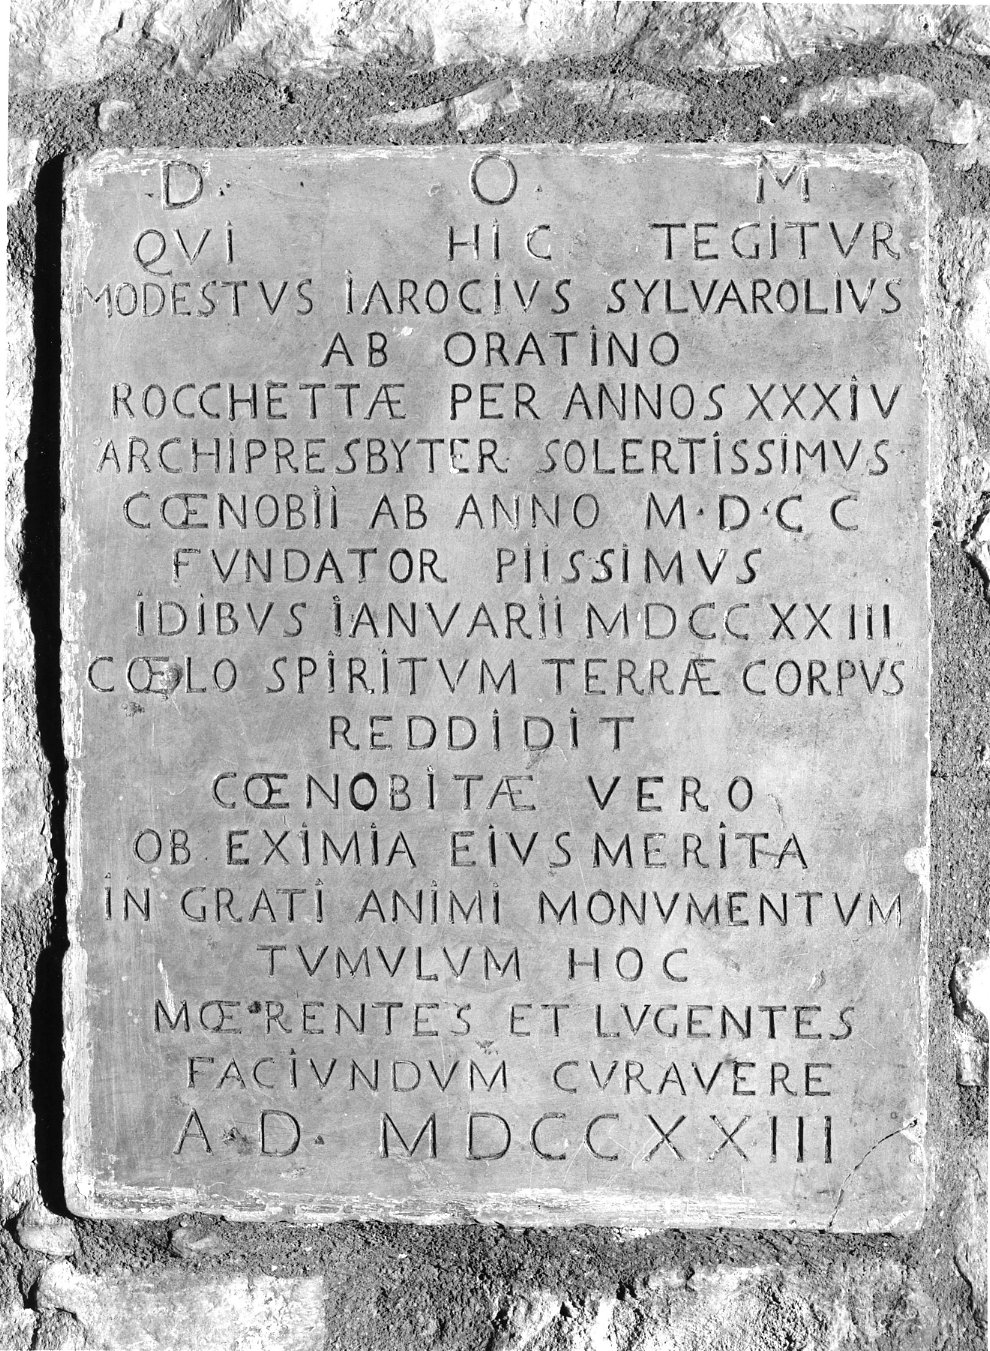 D. O. M
QVI HIC TEGITVR
MODESTVS IAROCIVS SYLVAROLIVS
AB ORATINO
ROCCHETTÆ PER ANNOS XXXIV
ARCHIPRESBYTER SOLERTISSIMVS
CŒNOBII AB ANNO M.D.C C
FVNDATOR PIISSIMVS
IDIBVS IANVARII MDCCXXIII
CŒLO SPIRITVM TERRÆ CORPVS
REDDIDIT
CŒNOBITÆ VERO
OB EXIMIA EIVS MERITA
IN GRATI ANIMI MONVMENTVM
TVMVLVM HOC
MŒRENTES ET LVGENTES
FACIVNDVM CVRAVERE
A.D. MDCCXXIII